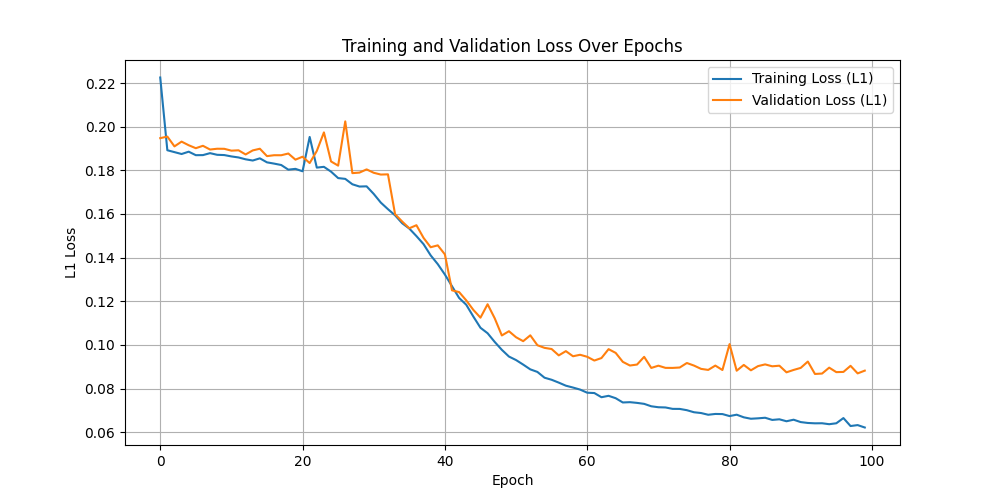 Training and Validation Loss Over Epochs
Training Loss (L1)
Validation Loss (L1)
L1 Loss
0.22
0.20
0.18
0.16
0.14
0.12
0.10
0.08
0.06
0 20 40 60 80 100
Epoch